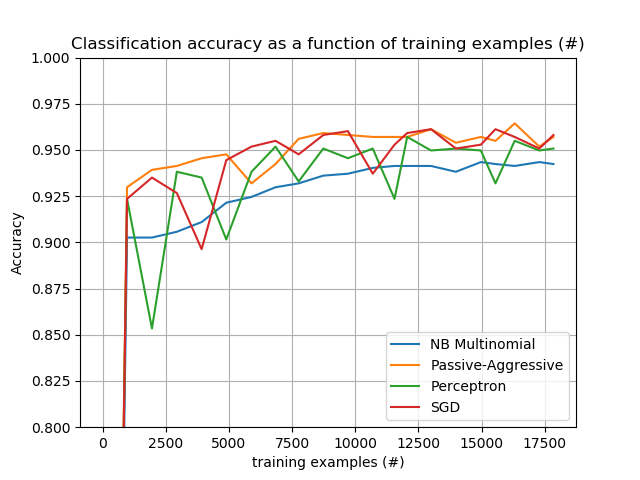 Classification accuracy as a function of training examples (#)
1.000
0.975
0.950
0.925
0.900
0.875
0.850
0.825
0.800
Accuracy
NB Multinomial
Passive-Aggressive
Perceptron
SGD
0 2500 5000 7500 10000 12500 15000 17500
training examples (#)